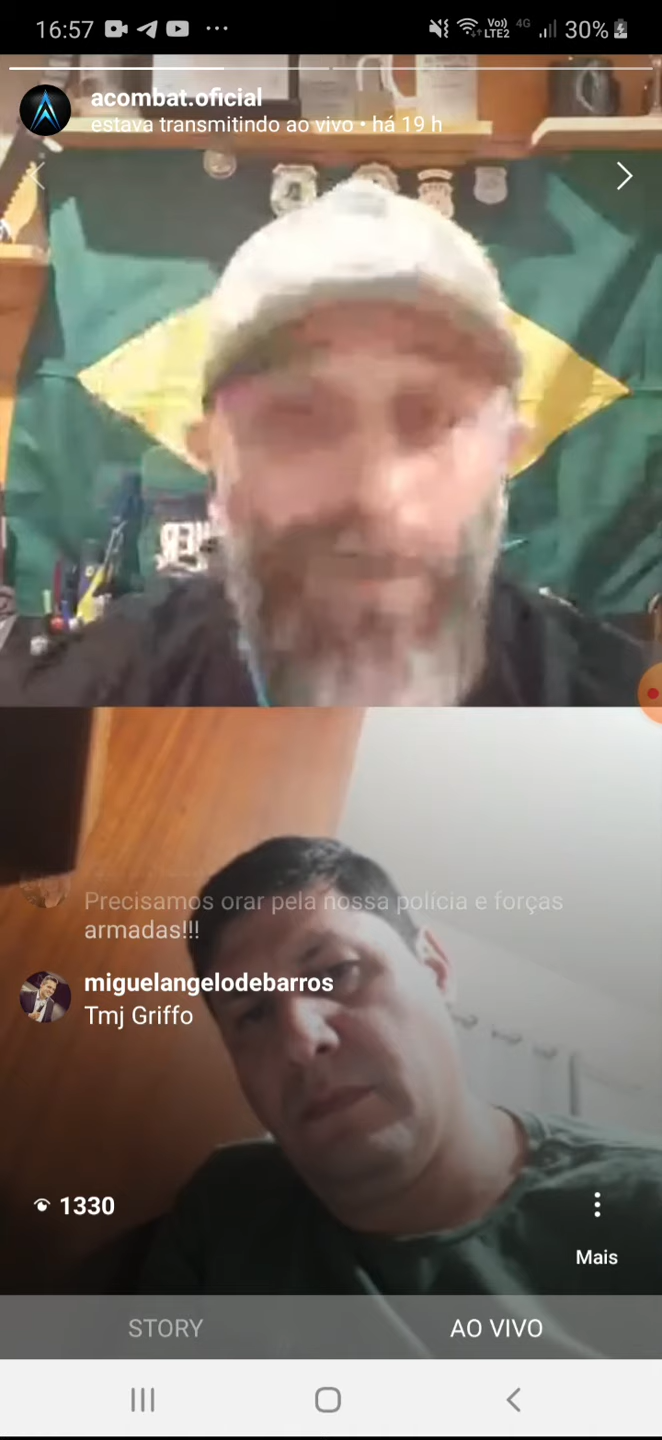 16:57
Vo))
LTE2
4G
30%
acombat.oficial
estava transmitindo ao vivo • há 19 h
Precisamos orar pela nossa polícia e forças
armadas!!!
miguelangelodebarros
Tmj Griffo
1330
Mais
STORY
AO VIVO